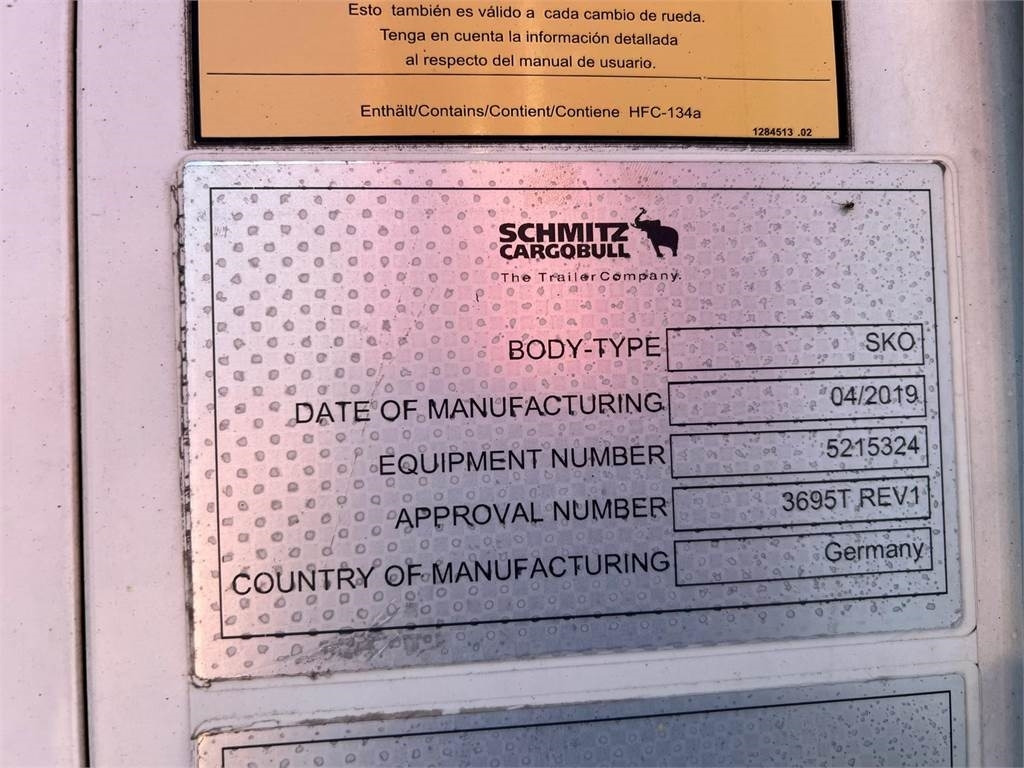 Esto también es válido a cada cambio de rueda.
Tenga en cuenta la información detallada
al respecto del manual de usuario.
Enthält/Contains/Contient/Contiene HFC-134a
1284513 .02
SCHMITZ
CARGOBULL
The Trailer Company.
BODY-TYPE SKO
DATE OF MANUFACTURING 04/2019
EQUIPMENT NUMBER 5215324
APPROVAL NUMBER 3695T REV.1
COUNTRY OF MANUFACTURING Germany